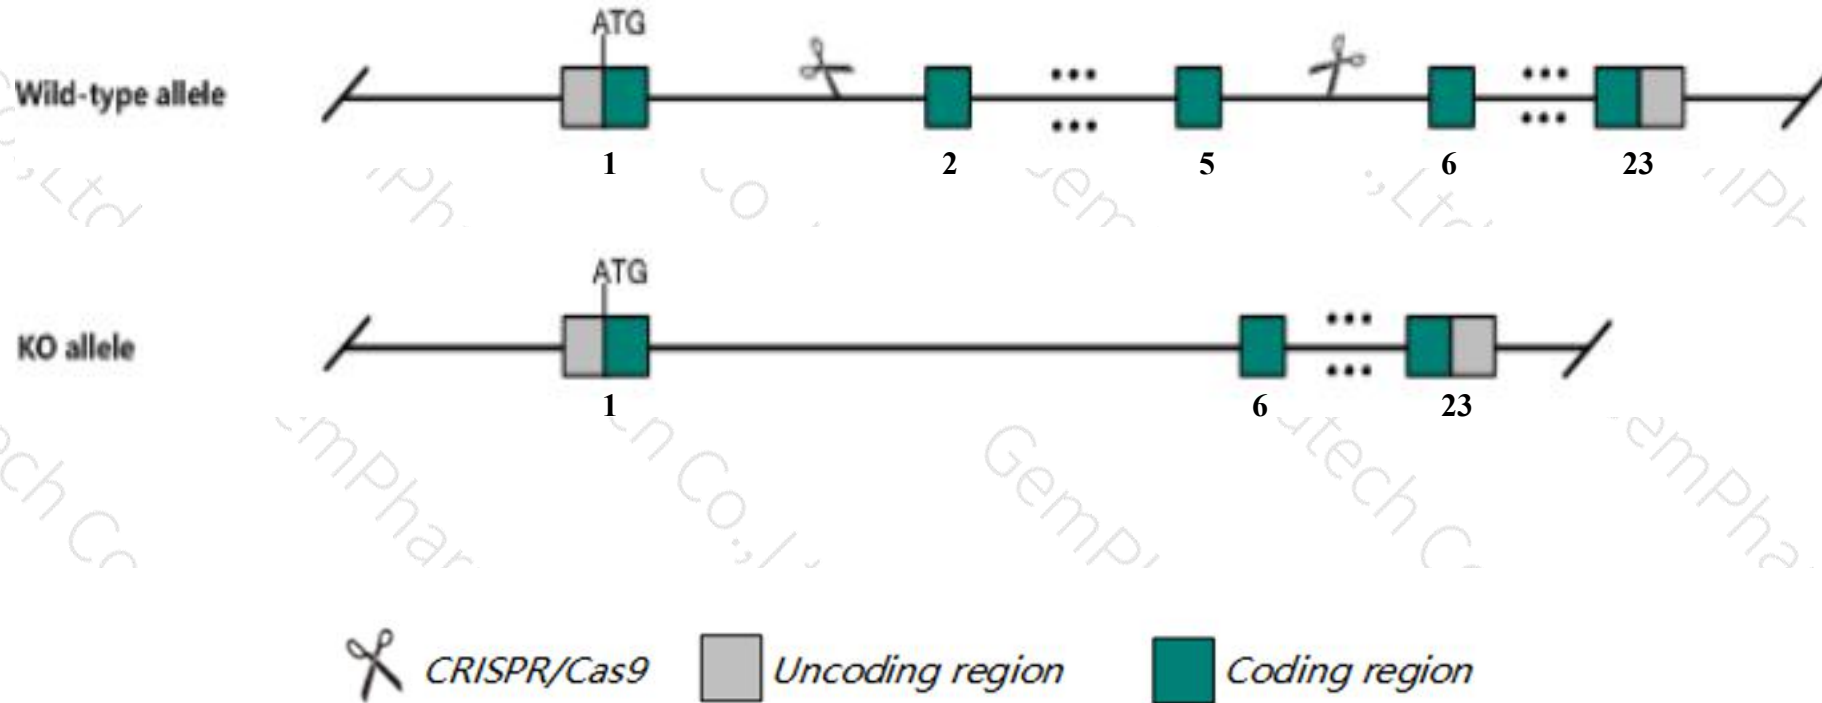 ATG
Wild-type allele
1 2 5 6 23
ATG
KO allele
1 6 23
CRISPR/Cas9 Uncoding region Coding region